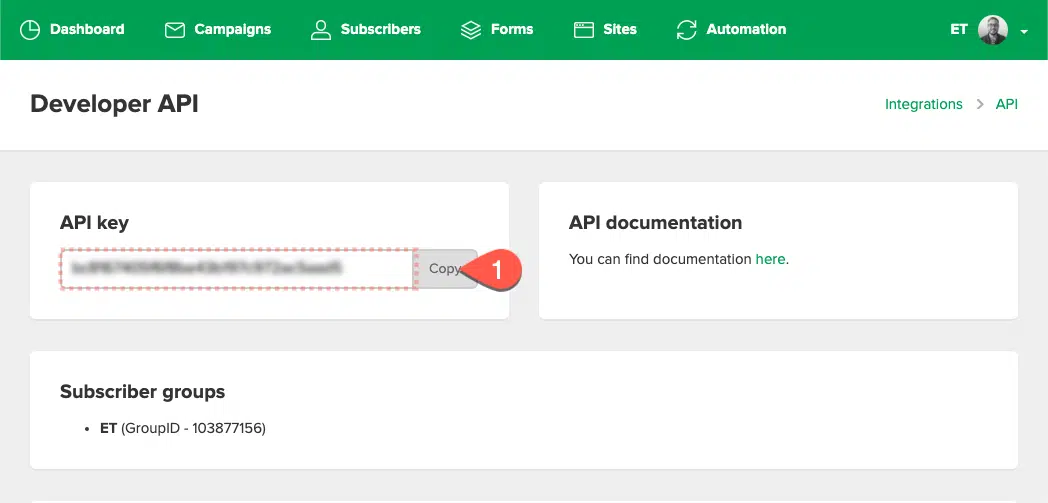 Dashboard Campaigns Subscribers Forms Sites Automation ET
Developer API
Integrations > API
API key
Copy 1
API documentation
You can find documentation here.
Subscriber groups
• ET (GroupID - 103877156)